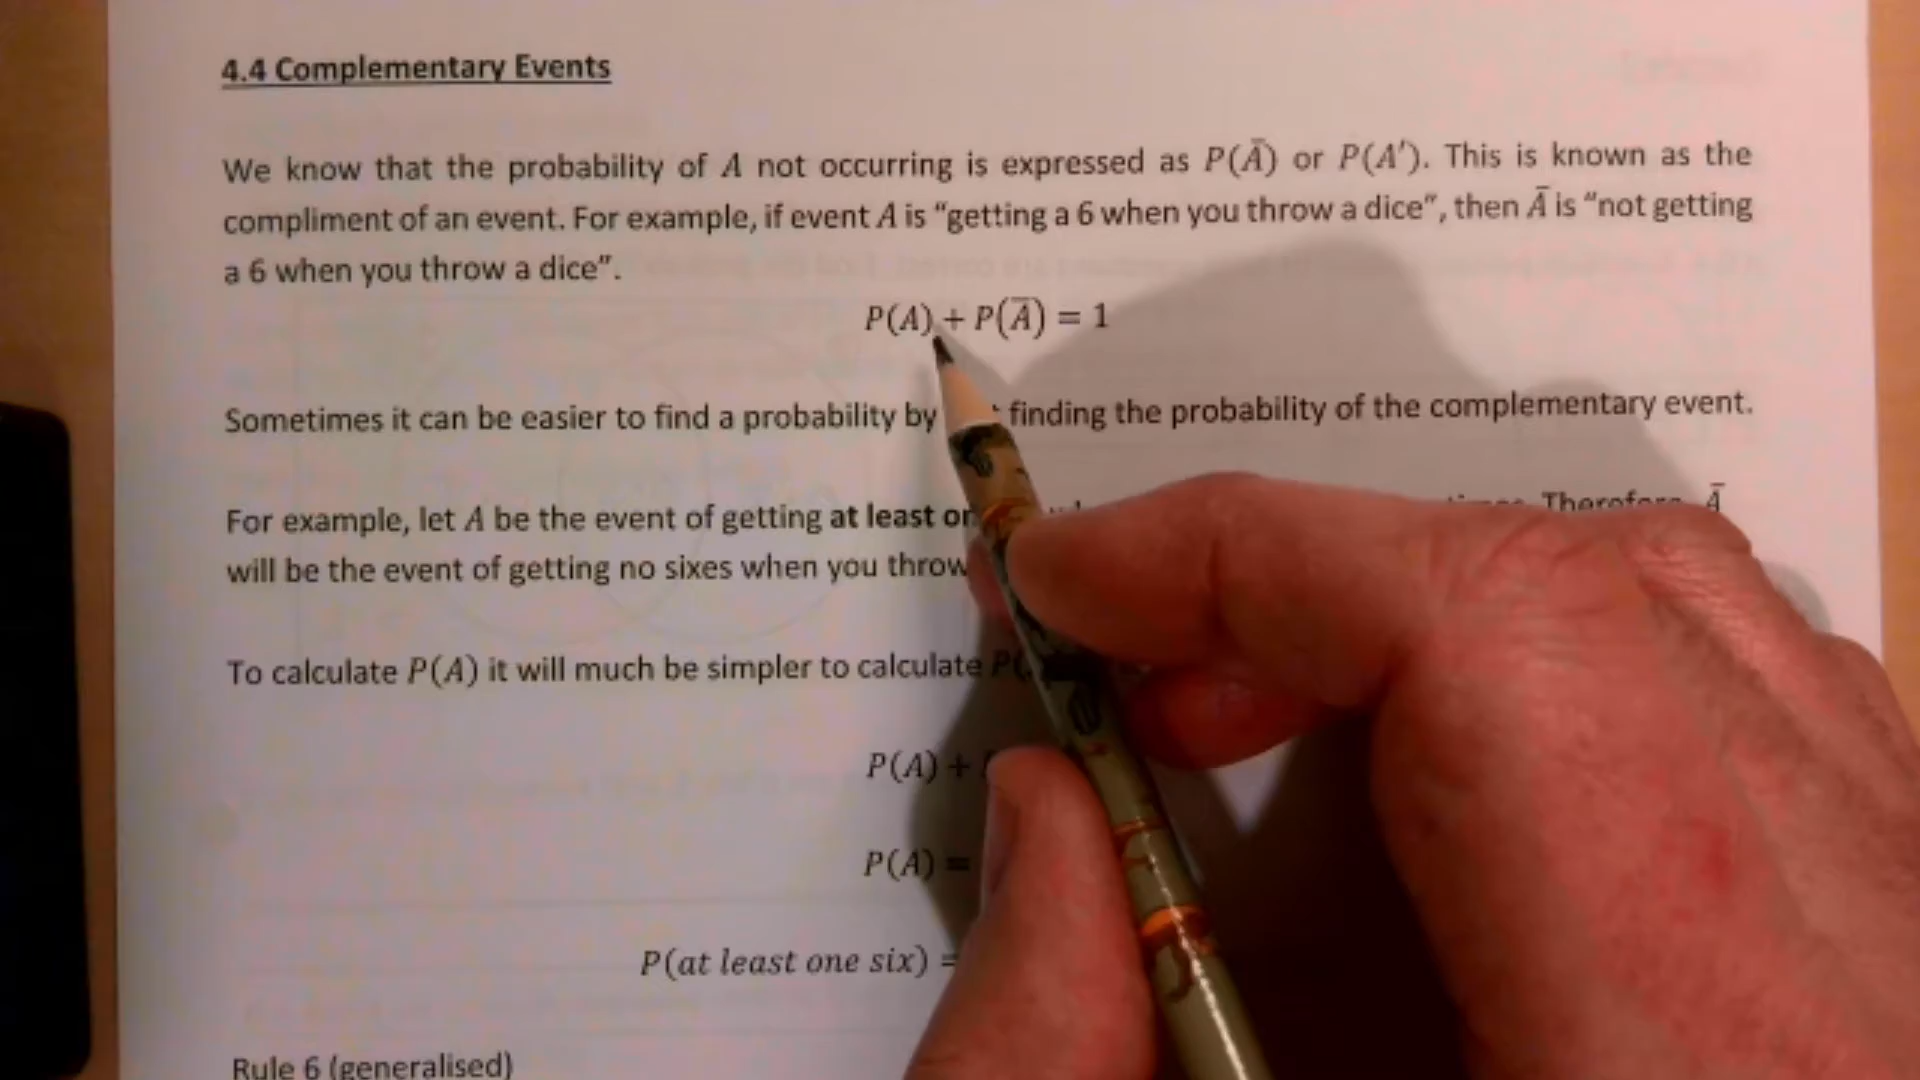 4.4 Complementary Events
We know that the probability of A not occurring is expressed as P(Ā) or P(A′). This is known as the
compliment of an event. For example, if event A is “getting a 6 when you throw a dice”, then Ā is “not getting
a 6 when you throw a dice”.
P(A) + P(Ā) = 1
Sometimes it can be easier to find a probability by finding the probability of the complementary event.
For example, let A be the event of getting at least Therefore Ā
will be the event of getting no sixes when you throw
To calculate P(A) it will much be simpler to calculate
P(A) +
P(A) =
P(at least one six) =
Rule 6 (generalised)